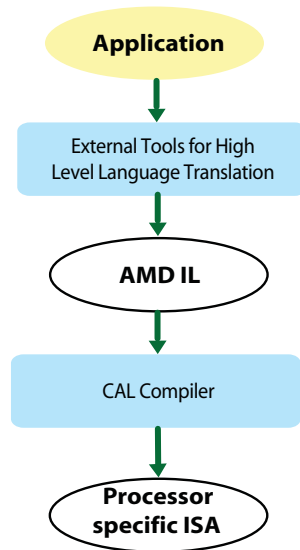 Application
External Tools for High
Level Language Translation
AMD IL
CAL Compiler
Processor
specific ISA